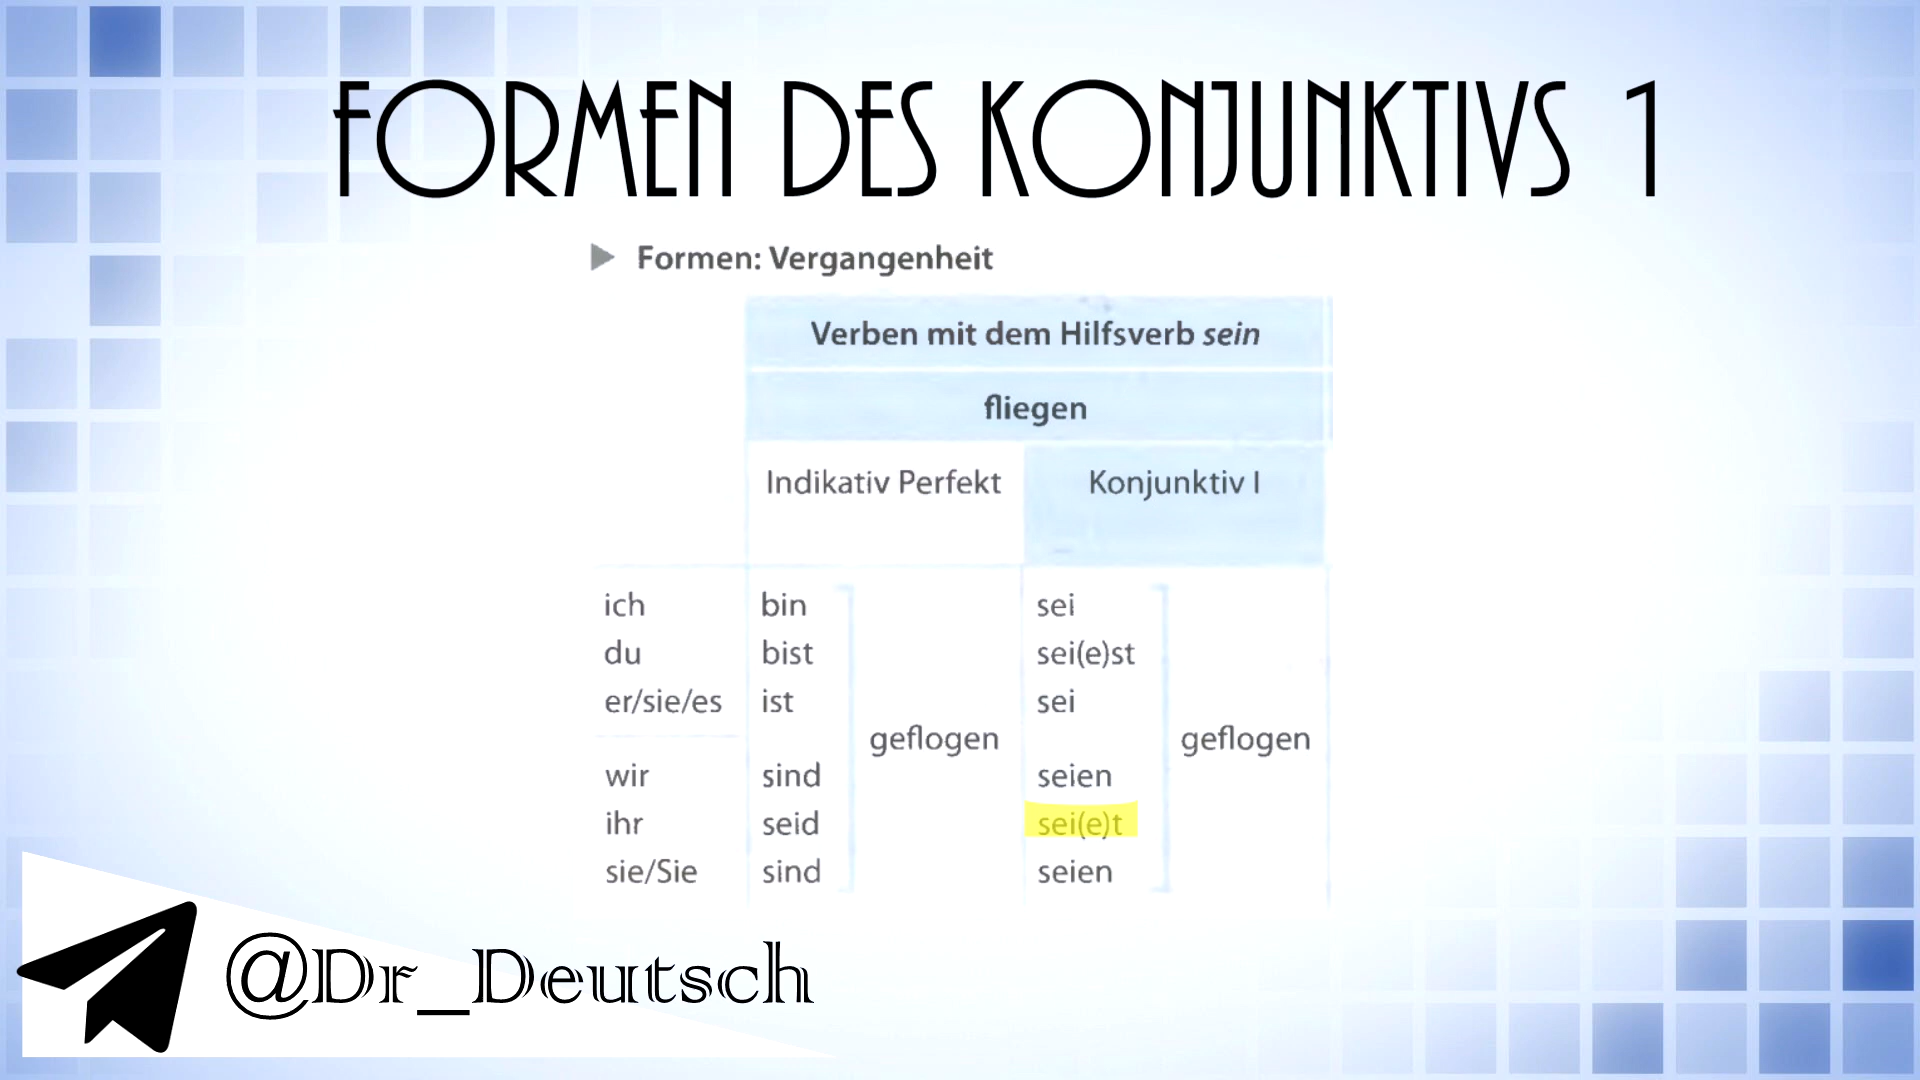 FORMEN DES KONJUNKTIVS 1
Formen: Vergangenheit
Verben mit dem Hilfsverb sein
fliegen
Indikativ Perfekt Konjunktiv I
ich bin sei
du bist sei(e)st
er/sie/es ist sei
geflogen geflogen
wir sind seien
ihr seid sei(e)t
sie/Sie sind seien
@Dr_Deutsch